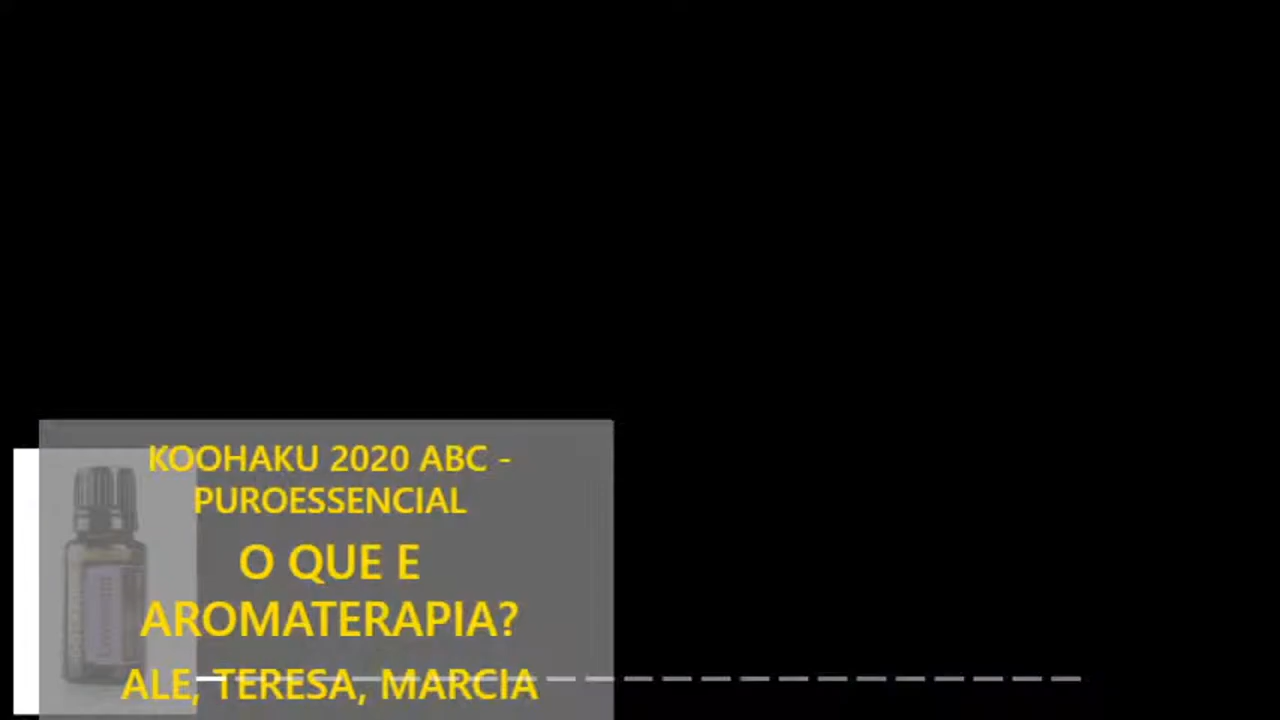 KOOHAKU 2020 ABC -
PUROESSENCIAL
O QUE E
AROMATERAPIA?
ALE, TERESA, MARCIA